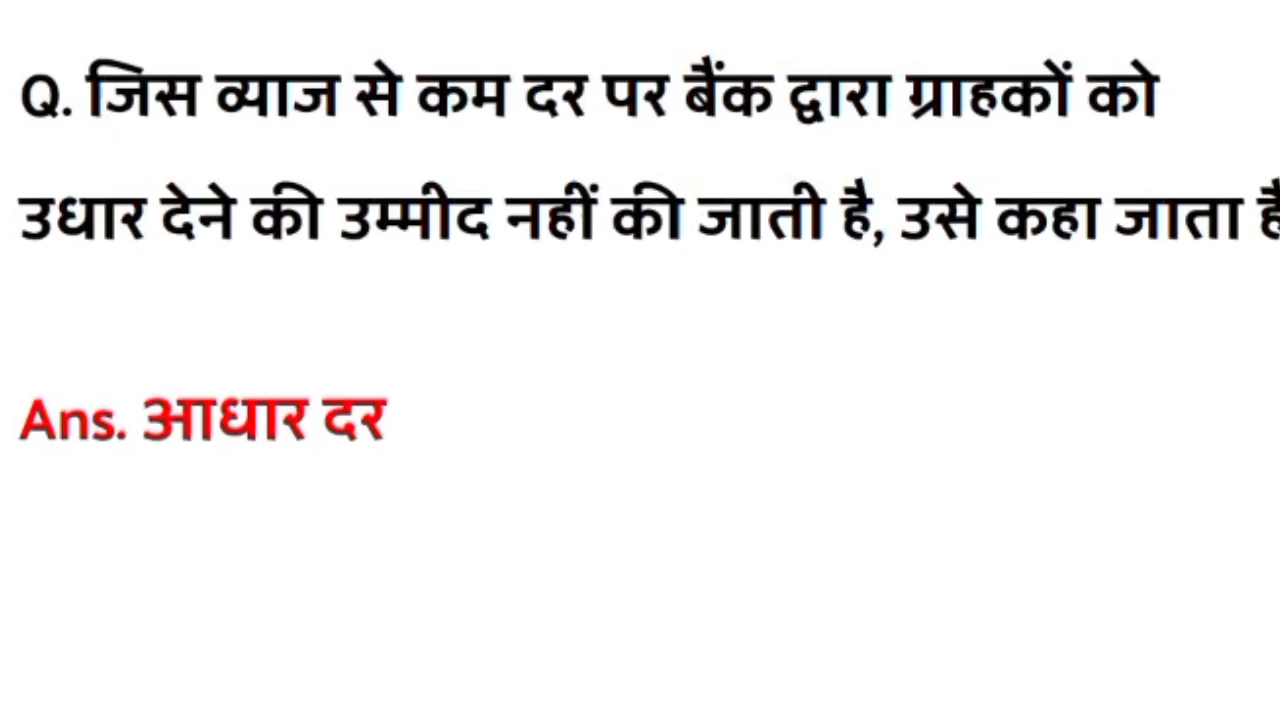 Q. जिस व्याज से कम दर पर बैंक द्वारा ग्राहकों को
उधार देने की उम्मीद नहीं की जाती है, उसे कहा जाता है
Ans. आधार दर